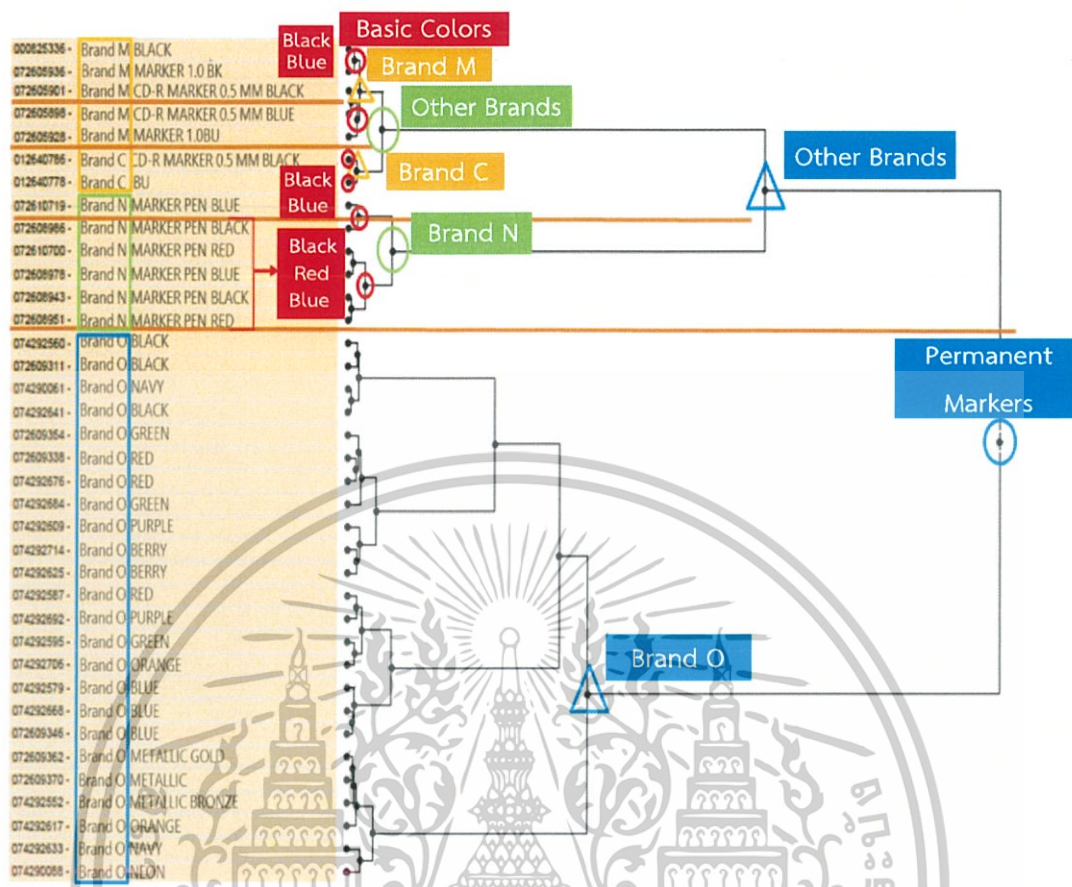 Basic Colors
Black
Blue
Brand M
Other Brands
Brand C
Black
Blue
Brand N
Black
Red
Blue
Other Brands
Permanent
Markers
Brand O
000825336 - Brand M BLACK
072605936 - Brand M MARKER 1.0 BK
072605901 - Brand M CD-R MARKER 0.5 MM BLACK
072605898 - Brand M CD-R MARKER 0.5 MM BLUE
072605928 - Brand M MARKER 1.0BU
012640786 - Brand C CD-R MARKER 0.5 MM BLACK
012640778 - Brand C BU
072610719 - Brand N MARKER PEN BLUE
072608986 - Brand N MARKER PEN BLACK
072610700 - Brand N MARKER PEN RED
072608978 - Brand N MARKER PEN BLUE
072608943 - Brand N MARKER PEN BLACK
072608951 - Brand N MARKER PEN RED
074292560 - Brand O BLACK
072609311 - Brand O BLACK
074290061 - Brand O NAVY
074292641 - Brand O BLACK
072609354 - Brand O GREEN
072609338 - Brand O RED
074292676 - Brand O RED
074292684 - Brand O GREEN
074292609 - Brand O PURPLE
074292714 - Brand O BERRY
074292625 - Brand O BERRY
074292587 - Brand O RED
074292692 - Brand O PURPLE
074292595 - Brand O GREEN
074292706 - Brand O ORANGE
074292579 - Brand O BLUE
074292668 - Brand O BLUE
072609346 - Brand O BLUE
072609362 - Brand O METALLIC GOLD
072609370 - Brand O METALLIC
074292552 - Brand O METALLIC BRONZE
074292617 - Brand O ORANGE
074292633 - Brand O NAVY
074290088 - Brand O NEON